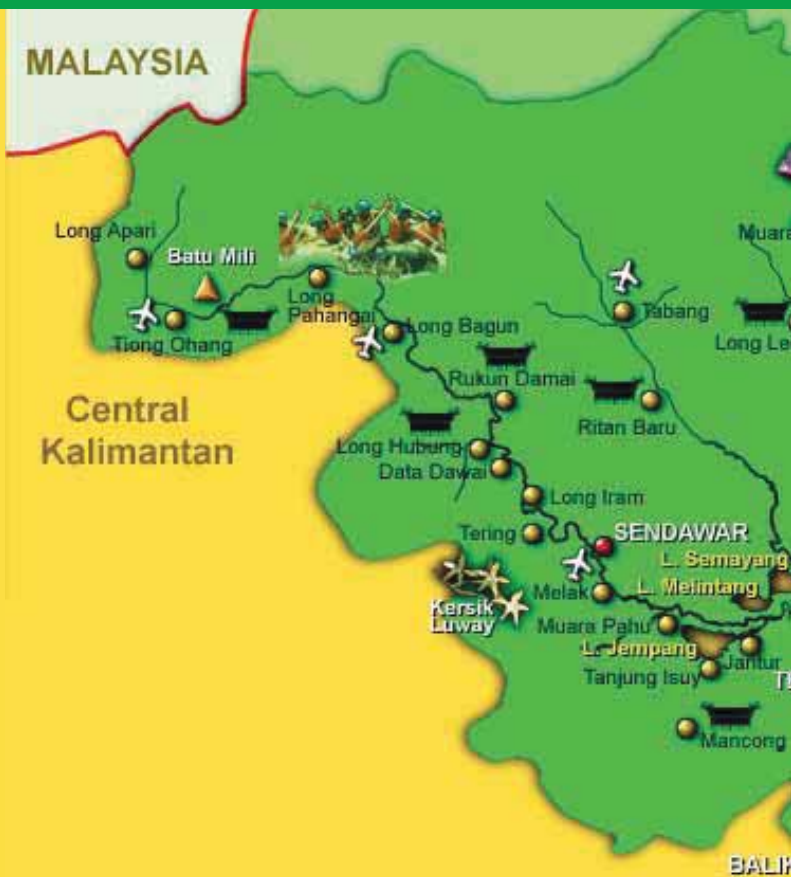 MALAYSIA
Long Apari
Batu Mili
Muara
Long
Pahangai
Tabang
Tiong Ohang
Long Bagun
Long Le
Rukun Damai
Central
Kalimantan
Ritan Baru
Long Hubung
Data Dawai
Long Iram
Tering
SENDAWAR
L. Semayang
Melak
L. Melintang
Kersik
Luway
Muara Pahu
L. Jempang
Jantur
Tanjung Isuy
Mancong
BALIK